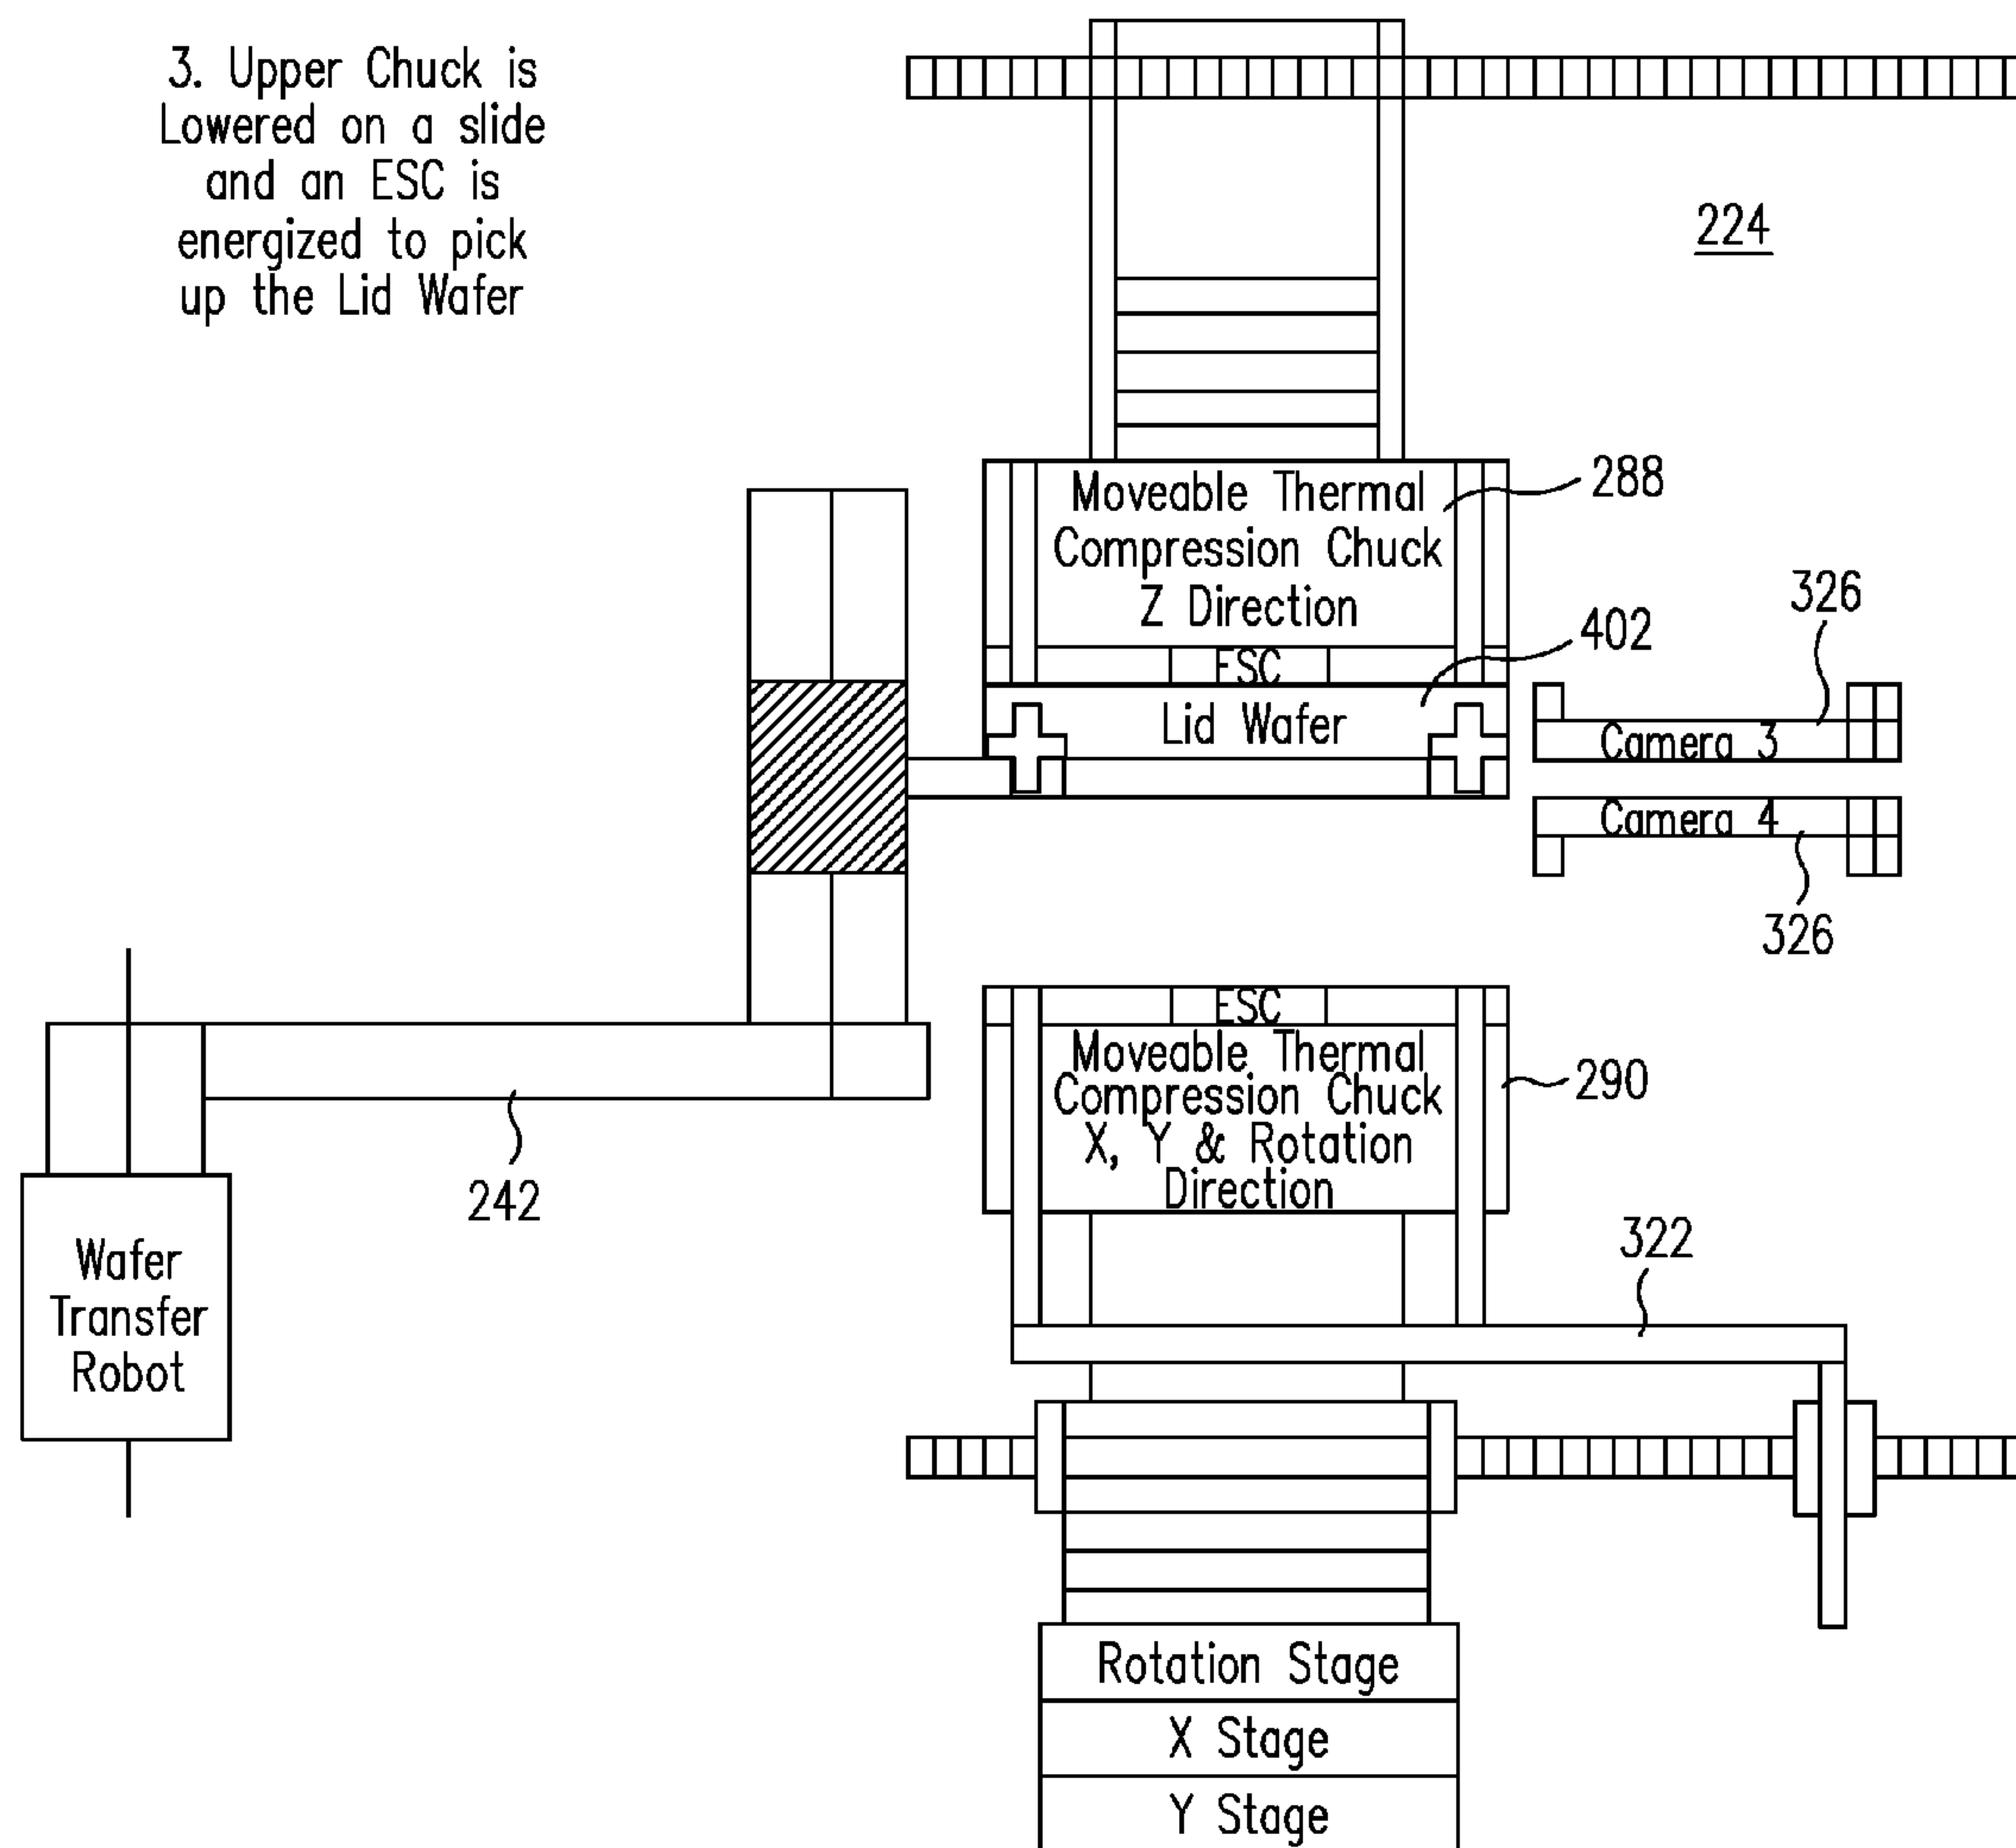 3. Upper Chuck is
Lowered on a slide
and an ESC is
energized to pick
up the Lid Wafer
224
Moveable Thermal
Compression Chuck
Z Direction
288
ESC
402
Lid Wafer
326
Camera 3
Camera 4
326
ESC
Moveable Thermal
Compression Chuck
X, Y & Rotation
Direction
290
242
Wafer
Transfer
Robot
322
Rotation Stage
X Stage
Y Stage